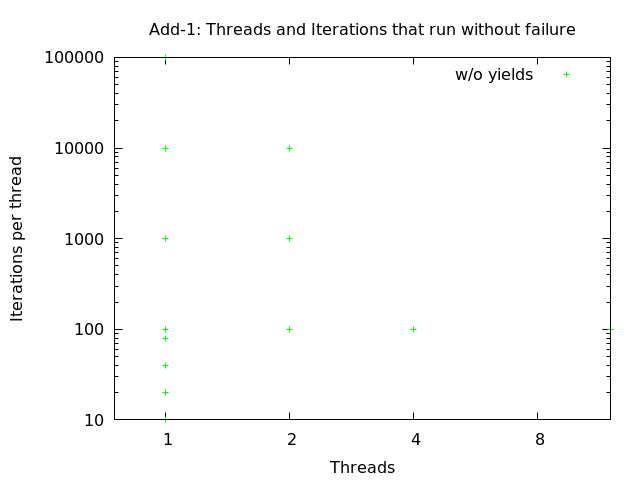 Add-1: Threads and Iterations that run without failure
100000
w/o yields
10000
Iterations per thread
1000
100
10
1 2 4 8
Threads